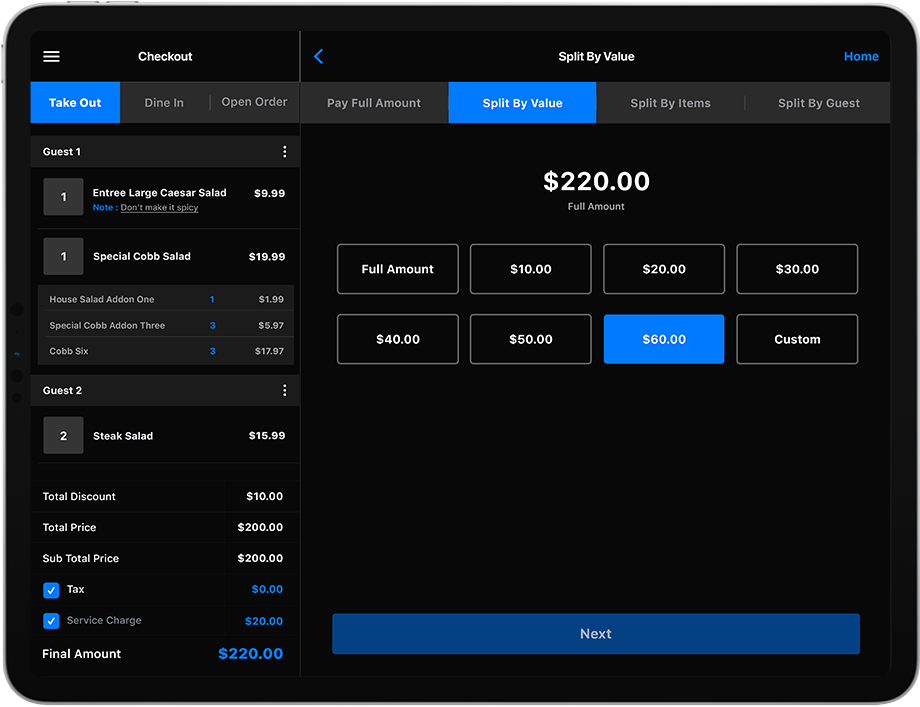 Checkout
Take Out Dine In Open Order
Guest 1
1 Entree Large Caesar Salad $9.99
Note : Don't make it spicy
1 Special Cobb Salad $19.99
House Salad Addon One 1 $1.99
Special Cobb Addon Three 3 $5.97
Cobb Six 3 $17.97
Guest 2
2 Steak Salad $15.99
Total Discount $10.00
Total Price $200.00
Sub Total Price $200.00
Tax $0.00
Service Charge $20.00
Final Amount $220.00
Split By Value Home
Pay Full Amount Split By Value Split By Items Split By Guest
$220.00
Full Amount
Full Amount $10.00 $20.00 $30.00
$40.00 $50.00 $60.00 Custom
Next